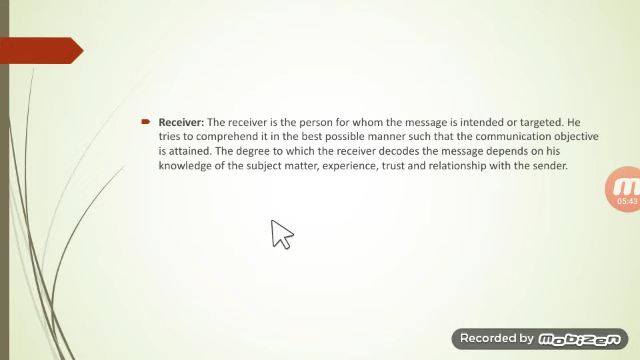 Receiver: The receiver is the person for whom the message is intended or targeted. He
tries to comprehend it in the best possible manner such that the communication objective
is attained. The degree to which the receiver decodes the message depends on his
knowledge of the subject matter, experience, trust and relationship with the sender.
m
05:43
Recorded by mobizen